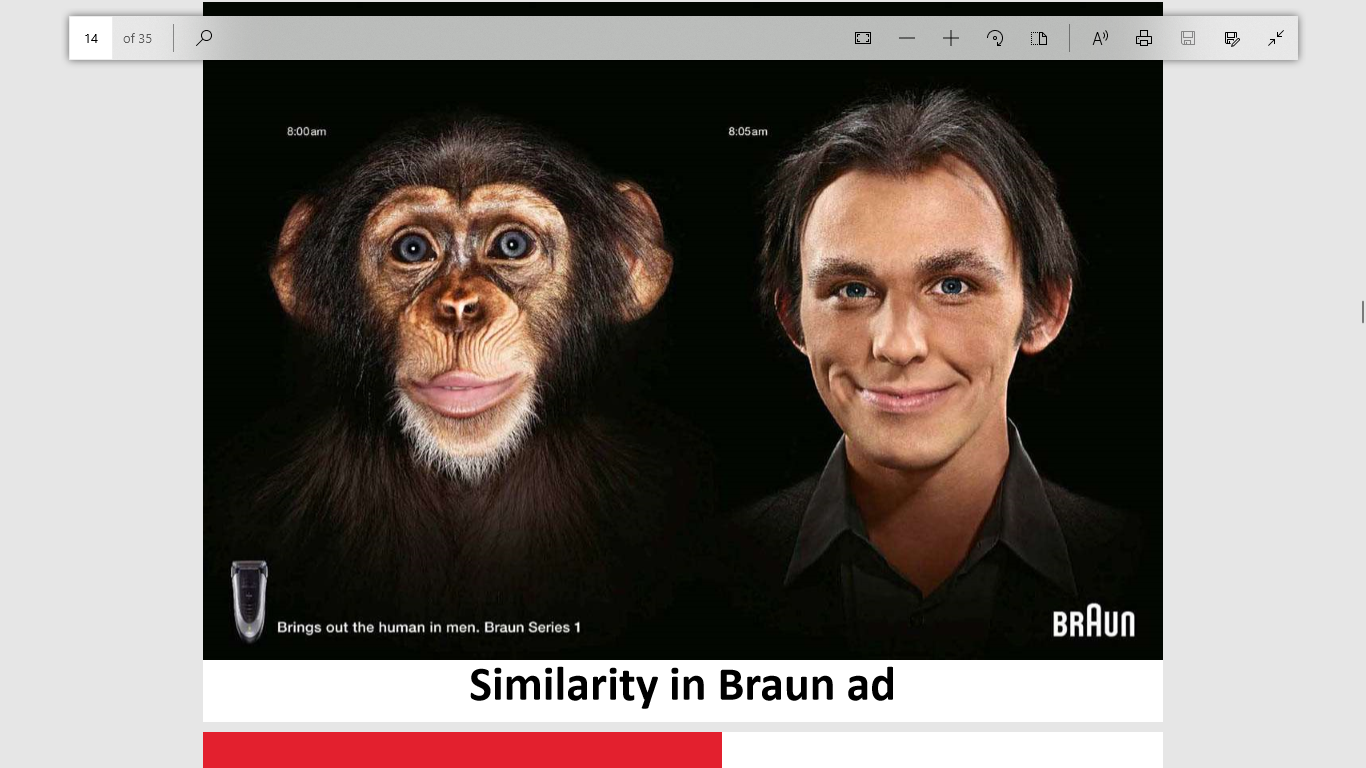 14 of 35
8:00am
8:05am
Brings out the human in men. Braun Series 1
BRAUN
Similarity in Braun ad